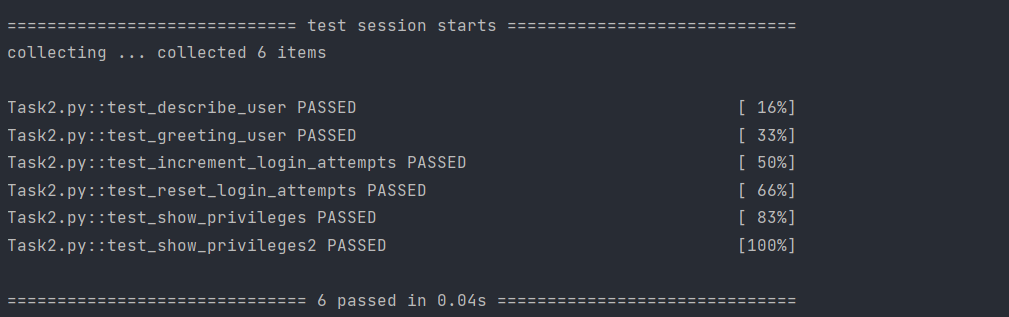 ============================= test session starts =============================
collecting ... collected 6 items
Task2.py::test_describe_user PASSED [ 16%]
Task2.py::test_greeting_user PASSED [ 33%]
Task2.py::test_increment_login_attempts PASSED [ 50%]
Task2.py::test_reset_login_attempts PASSED [ 66%]
Task2.py::test_show_privileges PASSED [ 83%]
Task2.py::test_show_privileges2 PASSED [100%]
============================== 6 passed in 0.04s ==============================